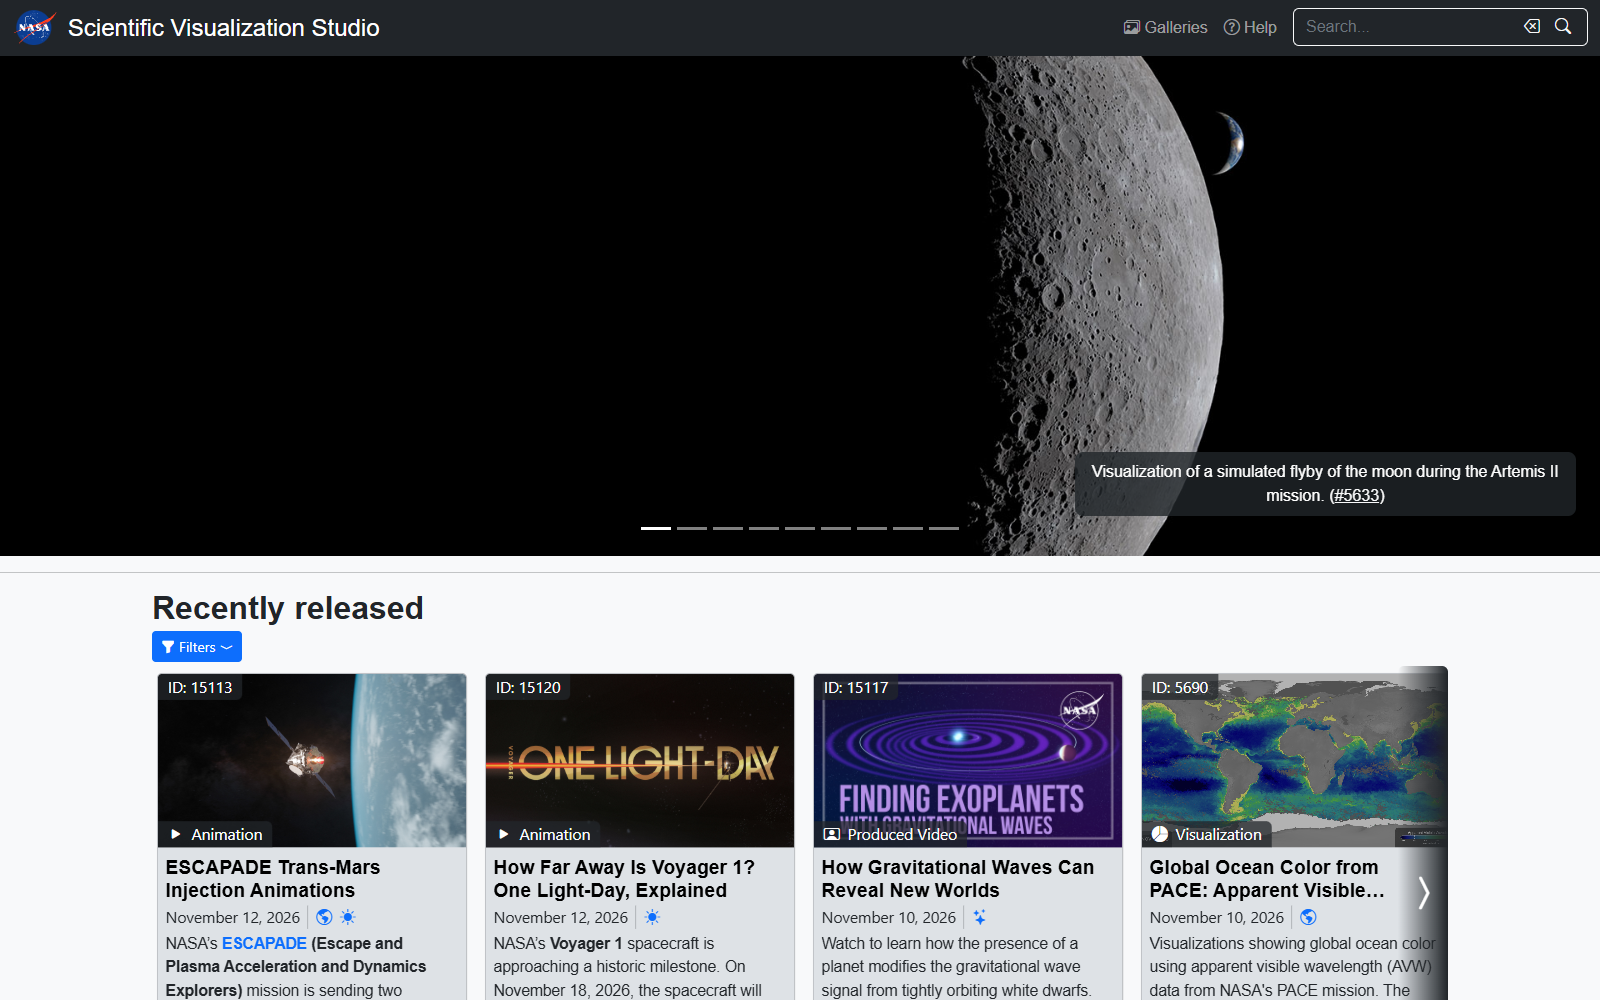 NASA
Scientific Visualization Studio
Galleries
Help
Search...
Visualization of a simulated flyby of the moon during the Artemis II
mission. (#5633)
Recently released
Filters
ID: 15113
Animation
ESCAPADE Trans-Mars
Injection Animations
November 12, 2026
NASA's ESCAPADE (Escape and
Plasma Acceleration and Dynamics
Explorers) mission is sending two
ID: 15120
VOYAGER
ONE LIGHT-DAY
Animation
How Far Away Is Voyager 1?
One Light-Day, Explained
November 12, 2026
NASA's Voyager 1 spacecraft is
approaching a historic milestone. On
November 18, 2026, the spacecraft will
ID: 15117
NASA
FINDING EXOPLANETS
WITH GRAVITATIONAL WAVES
Produced Video
How Gravitational Waves Can
Reveal New Worlds
November 10, 2026
Watch to learn how the presence of a
planet modifies the gravitational wave
signal from tightly orbiting white dwarfs.
ID: 5690
Visualization
Global Ocean Color from
PACE: Apparent Visible...
November 10, 2026
Visualizations showing global ocean color
using apparent visible wavelength (AVW)
data from NASA's PACE mission. The